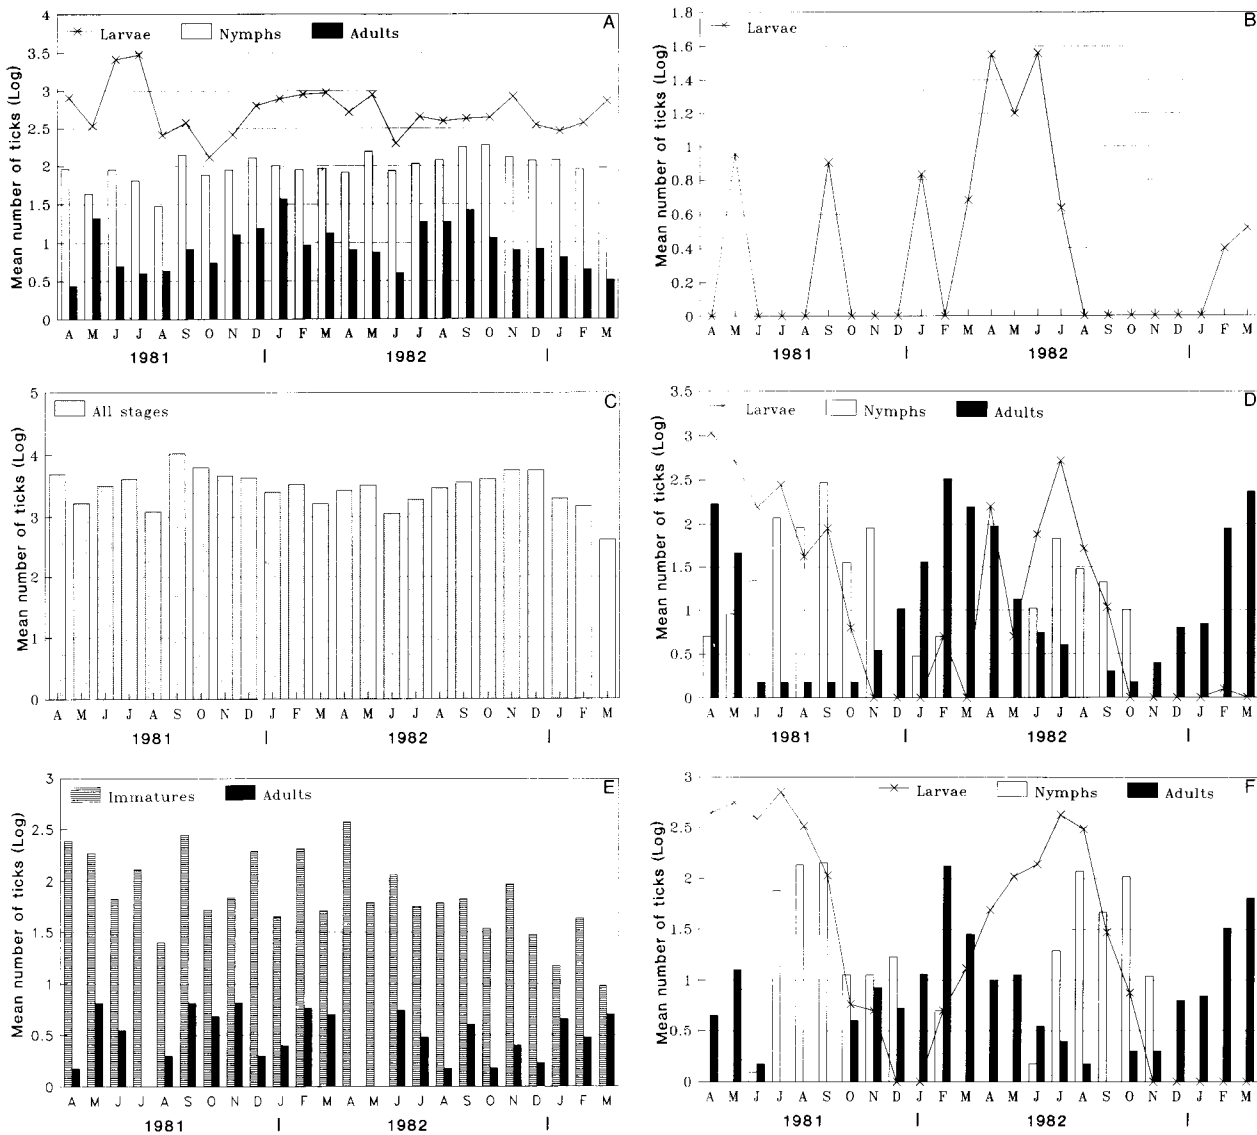 A
Larvae Nymphs Adults
Mean number of ticks (Log)
4
3.5
3
2.5
2
1.5
1
0.5
0
A M J J A S O N D J F M A M J J A S O N D J F M
1981 | 1982 |
B
Larvae
Mean number of ticks (Log)
1.8
1.6
1.4
1.2
1
0.8
0.6
0.4
0.2
0
A M J J A S O N D J F M A M J J A S O N D J F M
1981 | 1982 |
C
All stages
Mean number of ticks (Log)
5
4
3
2
1
0
A M J J A S O N D J F M A M J J A S O N D J F M
1981 | 1982 |
D
Larvae Nymphs Adults
Mean number of ticks (Log)
3.5
3
2.5
2
1.5
1
0.5
0
A M J J A S O N D J F M A M J J A S O N D J F M
1981 | 1982 |
E
Immatures Adults
Mean number of ticks (Log)
3
2.5
2
1.5
1
0.5
0
A M J J A S O N D J F M A M J J A S O N D J F M
1981 | 1982 |
F
Larvae Nymphs Adults
Mean number of ticks (Log)
3
2.5
2
1.5
1
0.5
0
A M J J A S O N D J F M A M J J A S O N D J F M
1981 | 1982 |